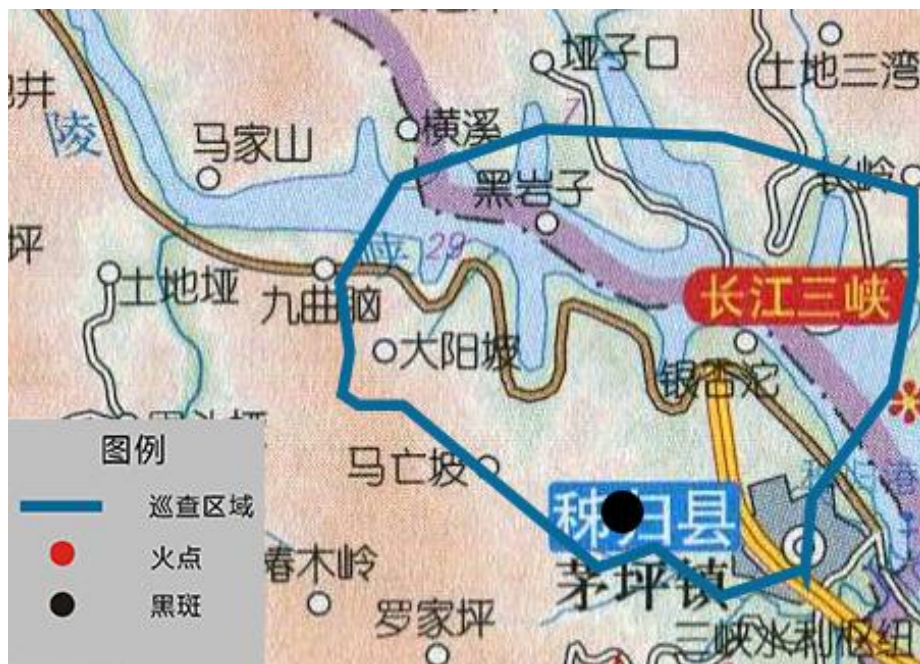 垭子口
土地三湾
陵
横溪
马家山
7
长岭
黑岩子
坪
峡
29
土地垭
九曲脑
长江三峡
大阳坡
银杏沱
图例
巡查区域
火点
黑斑
马亡坡
秭归县
茅坪镇
椿木岭
罗家坪
三峡水利枢纽